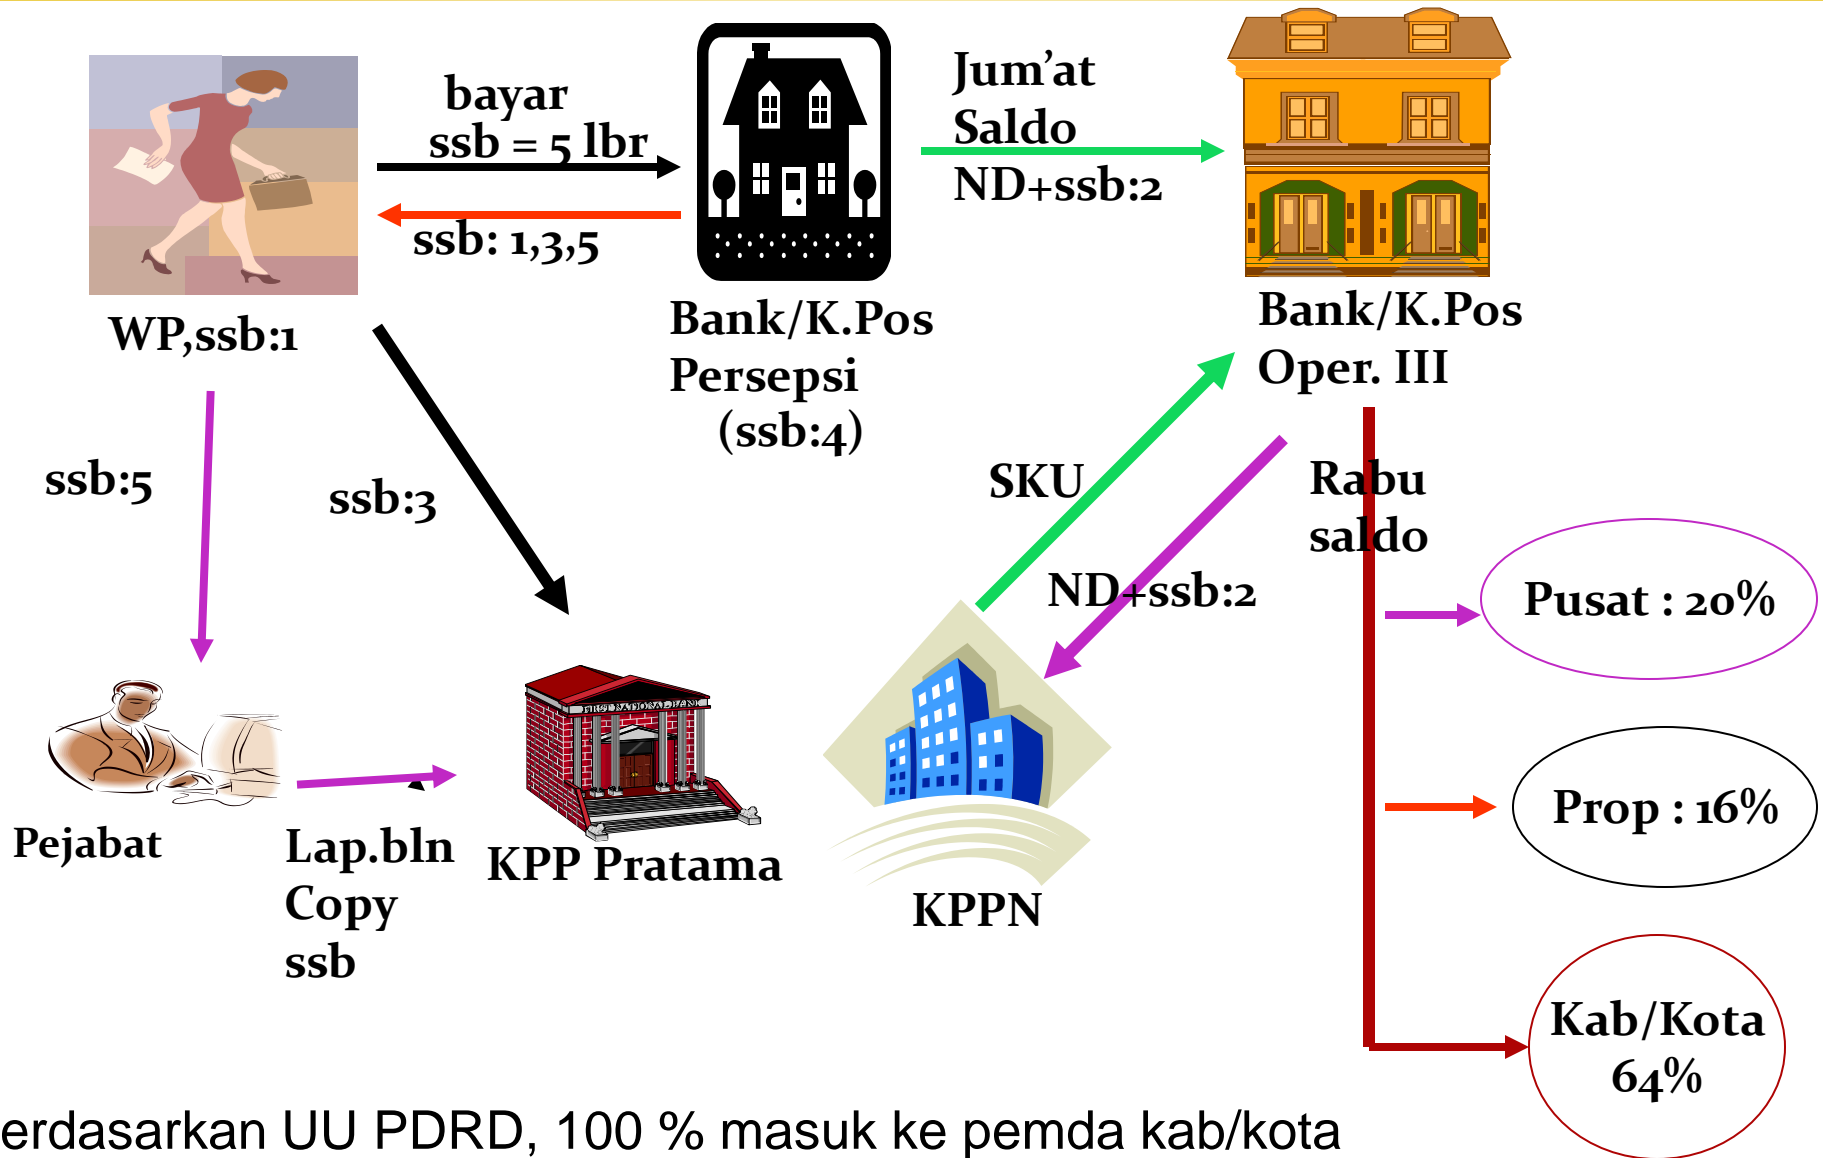 bayar
ssb = 5 lbr
ssb: 1,3,5
Jum’at
Saldo
ND+ssb:2
WP,ssb:1
Bank/K.Pos
Persepsi
(ssb:4)
Bank/K.Pos
Oper. III
ssb:5
ssb:3
SKU
ND+ssb:2
Rabu
saldo
Pusat : 20%
Prop : 16%
Kab/Kota
64%
FIRST NATIONAL BANK
Pejabat
Lap.bln
Copy
ssb
KPP Pratama
KPPN
erdasarkan UU PDRD, 100 % masuk ke pemda kab/kota